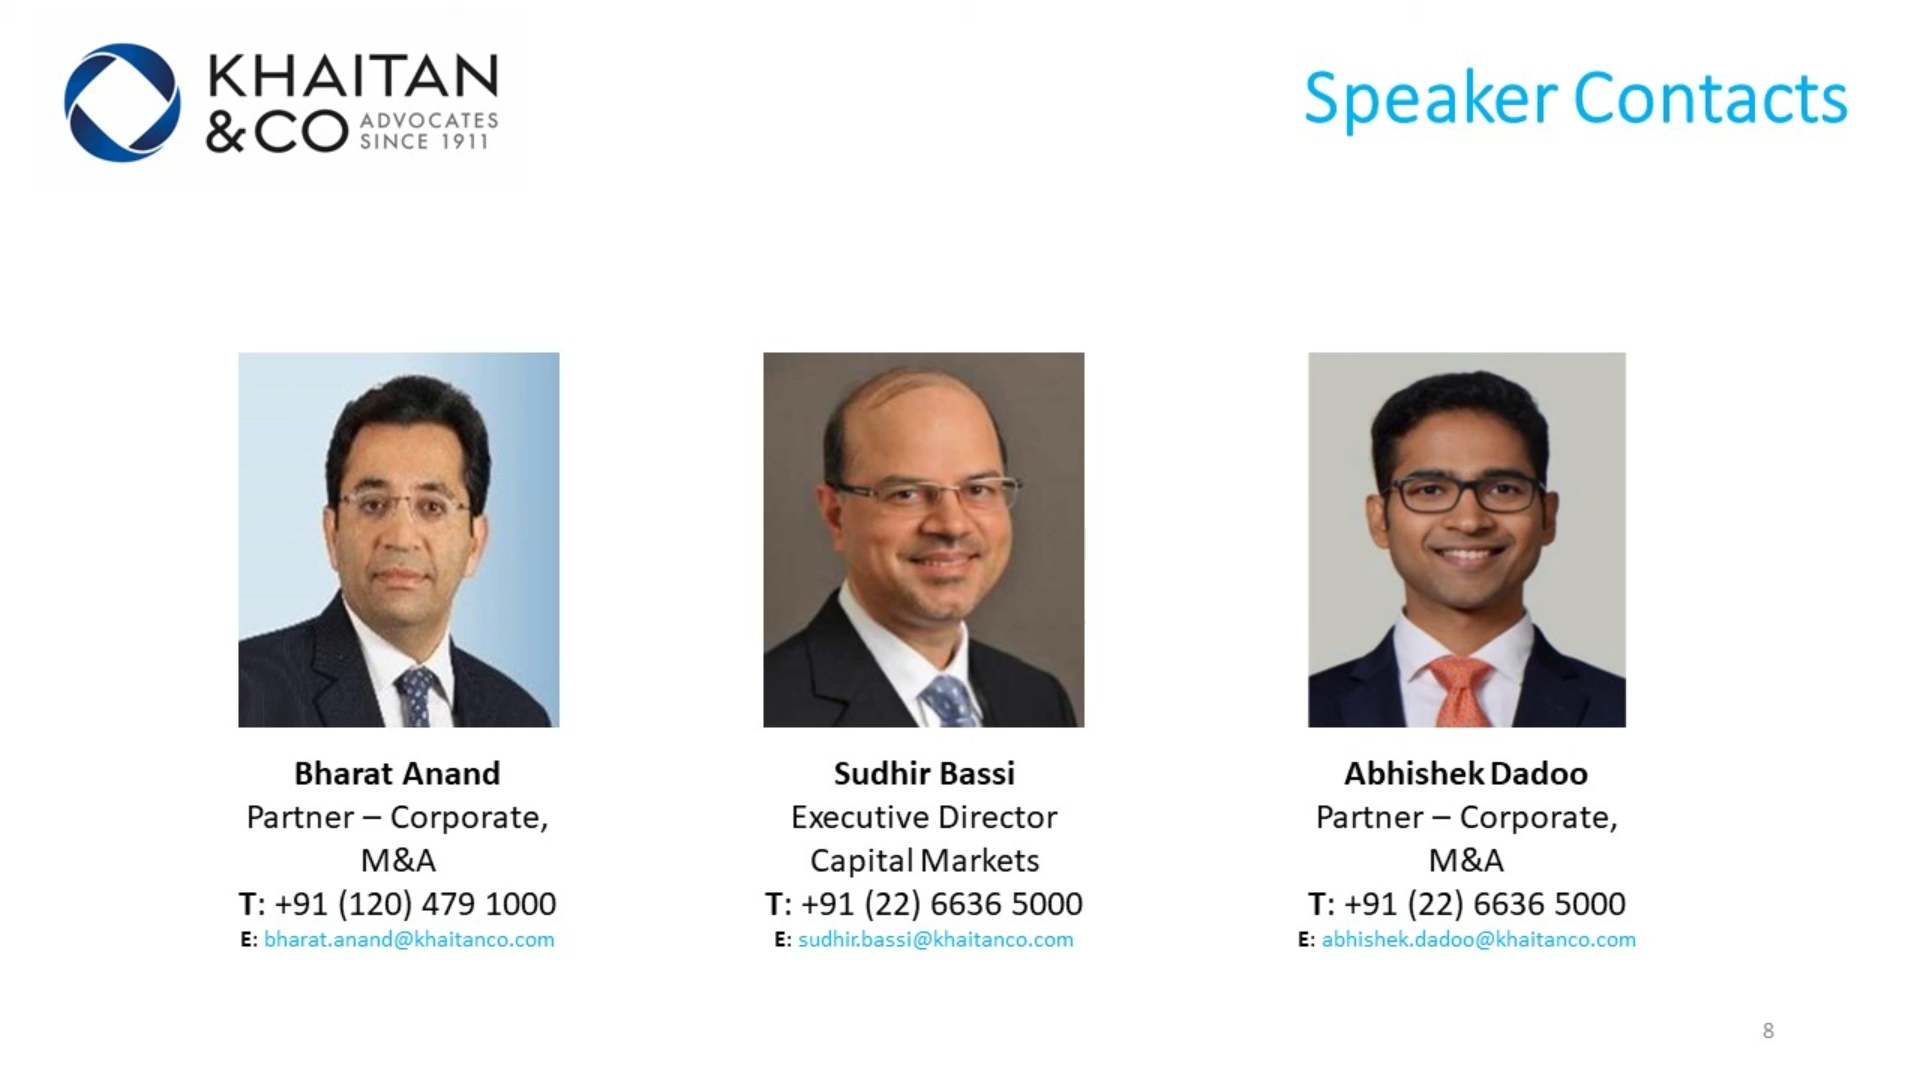 KHAITAN
&CO ADVOCATES
SINCE 1911
Speaker Contacts
Bharat Anand
Partner – Corporate,
M&A
T: +91 (120) 479 1000
E: bharat.anand@khaitanco.com
Sudhir Bassi
Executive Director
Capital Markets
T: +91 (22) 6636 5000
E: sudhir.bassi@khaitanco.com
Abhishek Dadoo
Partner – Corporate,
M&A
T: +91 (22) 6636 5000
E: abhishek.dadoo@khaitanco.com
8